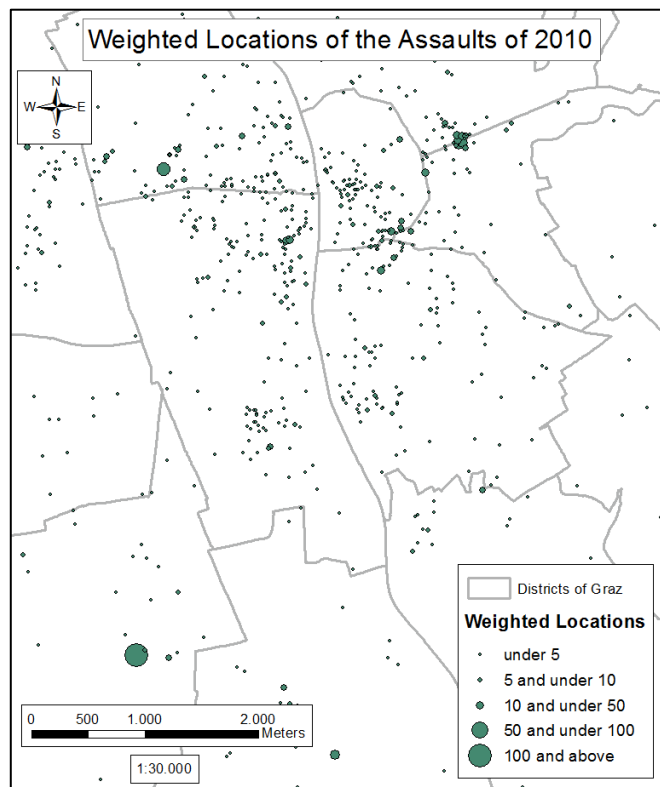 Weighted Locations of the Assaults of 2010
N
W E
S
Districts of Graz
Weighted Locations
under 5
5 and under 10
10 and under 50
50 and under 100
100 and above
0 500 1.000 2.000
Meters
1:30.000